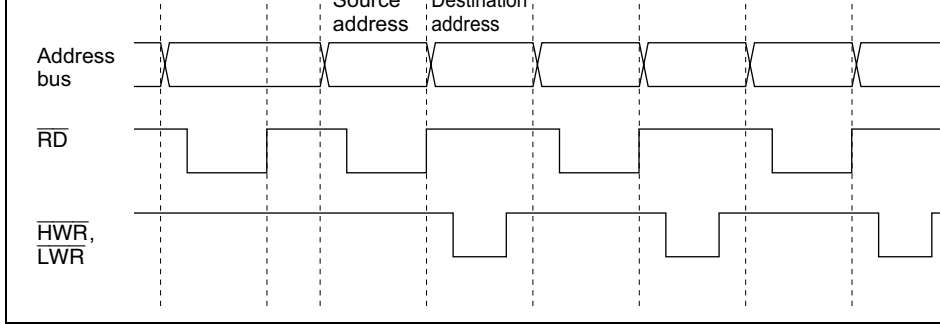 Source Destination
address address
Address
bus
RD
HWR,
LWR